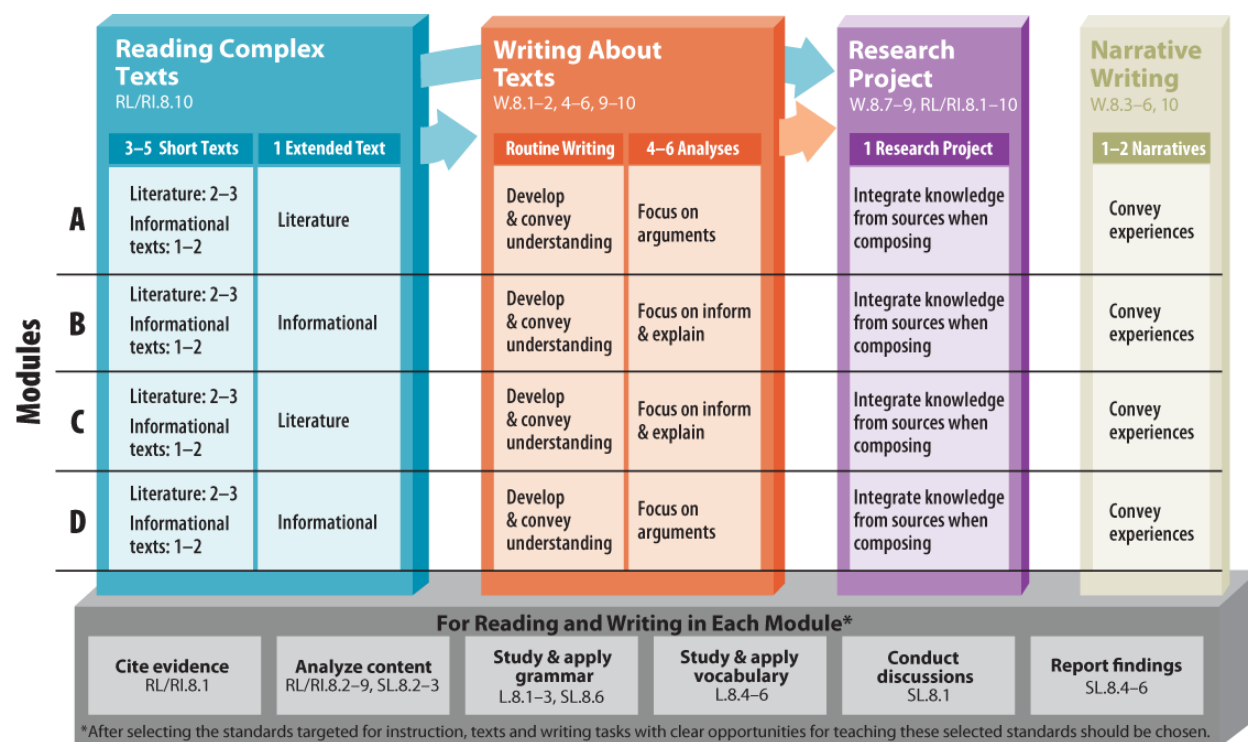 Reading Complex
Texts
RL/RI.8.10
3–5 Short Texts
1 Extended Text
Writing About
Texts
W.8.1–2, 4–6, 9–10
Routine Writing
4–6 Analyses
Research
Project
W.8.7–9, RL/RI.8.1–10
1 Research Project
Narrative
Writing
W.8.3–6, 10
1–2 Narratives
Modules
A
Literature: 2–3
Informational
texts: 1–2
Literature
Develop
& convey
understanding
Focus on
arguments
Integrate knowledge
from sources when
composing
Convey
experiences
B
Literature: 2–3
Informational
texts: 1–2
Informational
Develop
& convey
understanding
Focus on inform
& explain
Integrate knowledge
from sources when
composing
Convey
experiences
C
Literature: 2–3
Informational
texts: 1–2
Literature
Develop
& convey
understanding
Focus on inform
& explain
Integrate knowledge
from sources when
composing
Convey
experiences
D
Literature: 2–3
Informational
texts: 1–2
Informational
Develop
& convey
understanding
Focus on
arguments
Integrate knowledge
from sources when
composing
Convey
experiences
For Reading and Writing in Each Module*
Cite evidence
RL/RI.8.1
Analyze content
RL/RI.8.2–9, SL.8.2–3
Study & apply
grammar
L.8.1–3, SL.8.6
Study & apply
vocabulary
L.8.4–6
Conduct
discussions
SL.8.1
Report findings
SL.8.4–6
*After selecting the standards targeted for instruction, texts and writing tasks with clear opportunities for teaching these selected standards should be chosen.